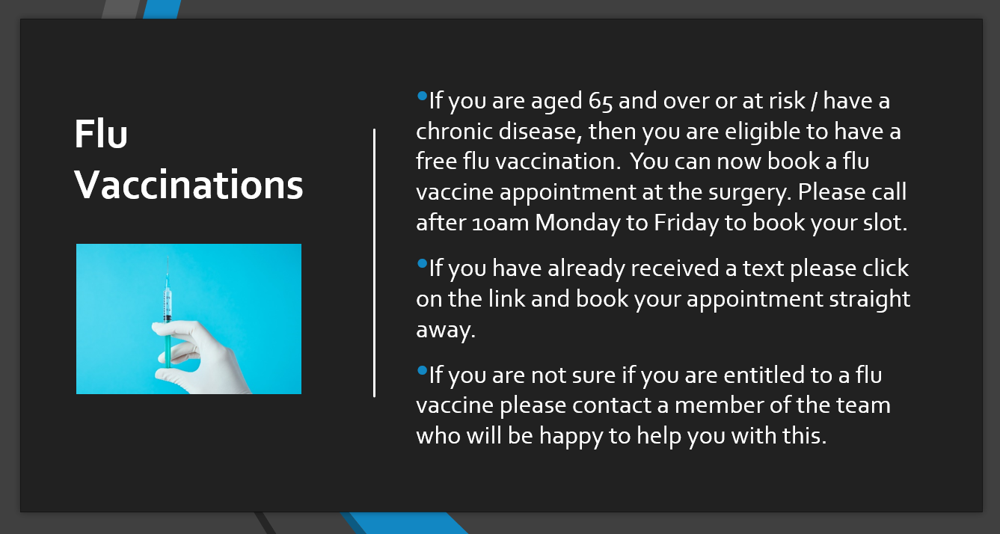 Flu
Vaccinations
•If you are aged 65 and over or at risk / have a
chronic disease, then you are eligible to have a
free flu vaccination.  You can now book a flu
vaccine appointment at the surgery. Please call
after 10am Monday to Friday to book your slot.
•If you have already received a text please click
on the link and book your appointment straight
away.
•If you are not sure if you are entitled to a flu
vaccine please contact a member of the team
who will be happy to help you with this.